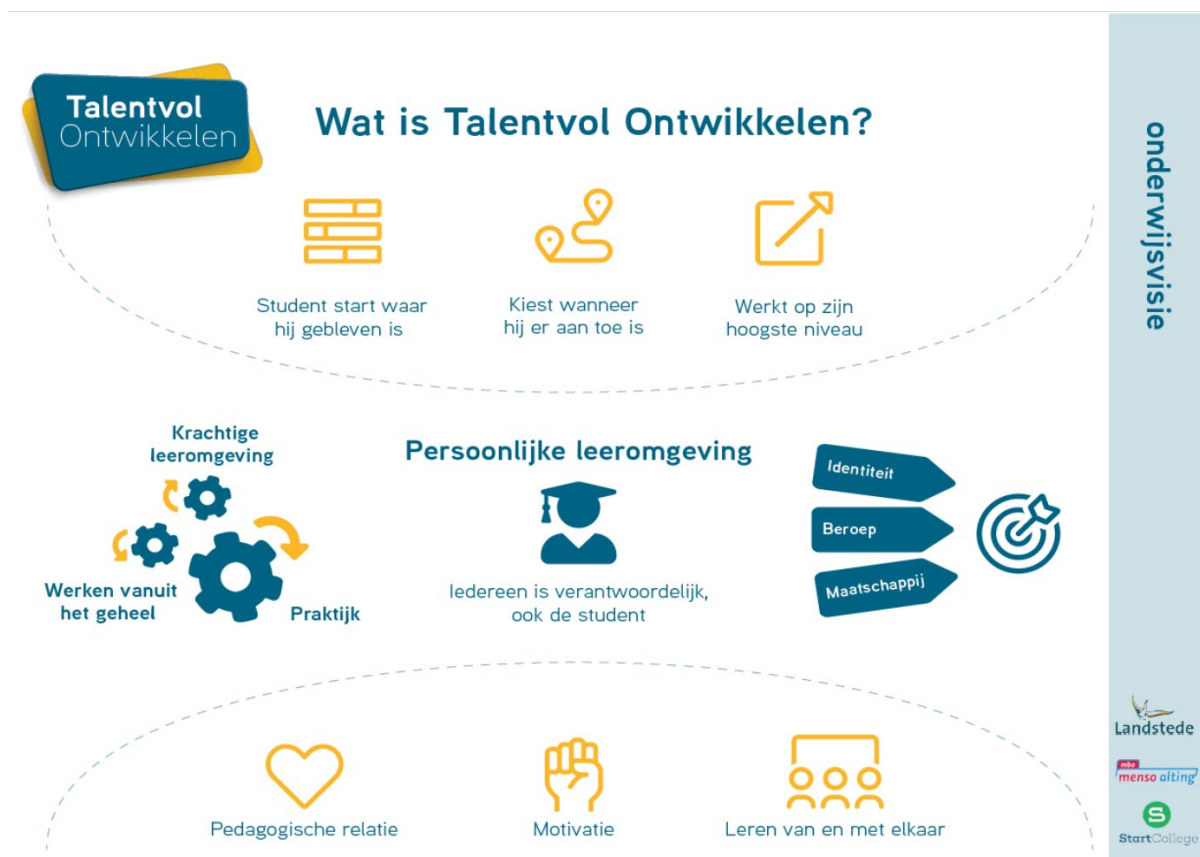 Talentvol
Ontwikkelen
Wat is Talentvol Ontwikkelen?
Student start waar
hij gebleven is
Kiest wanneer
hij er aan toe is
Werkt op zijn
hoogste niveau
Krachtige
leeromgeving
Werken vanuit
het geheel
Praktijk
Persoonlijke leeromgeving
Iedereen is verantwoordelijk,
ook de student
Identiteit
Beroep
Maatschappij
Pedagogische relatie
Motivatie
Leren van en met elkaar
onderwijsvisie
Landstede
mbo
menso alting
S
StartCollege